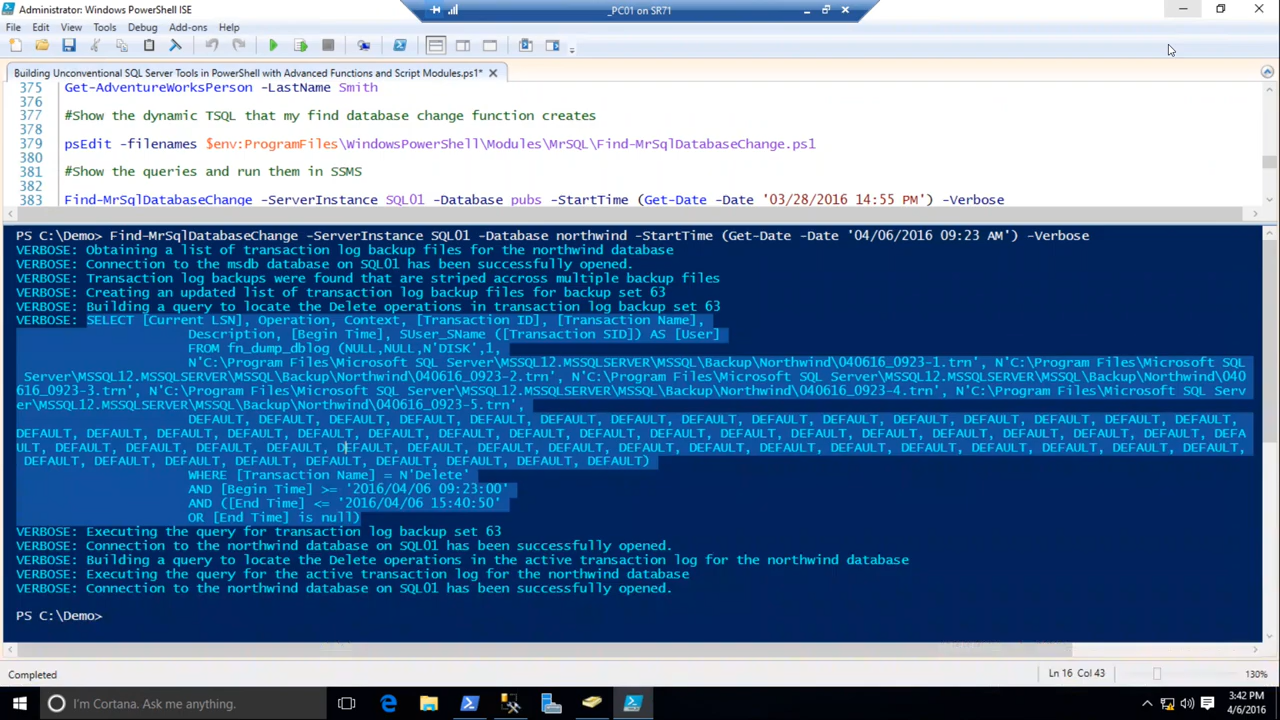 Administrator: Windows PowerShell ISE
_PC01 on SR71
File Edit View Tools Debug Add-ons Help
Building Unconventional SQL Server Tools in PowerShell with Advanced Functions and Script Modules.ps1*
375 Get-AdventureWorksPerson -LastName Smith
376
377 #Show the dynamic TSQL that my find database change function creates
378
379 psEdit -filenames $env:ProgramFiles\WindowsPowerShell\Modules\MrSQL\Find-MrSqlDatabaseChange.ps1
380
381 #Show the queries and run them in SSMS
382
383 Find-MrSqlDatabaseChange -ServerInstance SQL01 -Database pubs -StartTime (Get-Date -Date '03/28/2016 14:55 PM') -Verbose
PS C:\Demo> Find-MrSqlDatabaseChange -ServerInstance SQL01 -Database northwind -StartTime (Get-Date -Date '04/06/2016 09:23 AM') -Verbose
VERBOSE: Obtaining a list of transaction log backup files for the northwind database
VERBOSE: Connection to the msdb database on SQL01 has been successfully opened.
VERBOSE: Transaction log backups were found that are striped accross multiple backup files
VERBOSE: Creating an updated list of transaction log backup files for backup set 63
VERBOSE: Building a query to locate the Delete operations in transaction log backup set 63
VERBOSE: SELECT [Current LSN], Operation, Context, [Transaction ID], [Transaction Name],
Description, [Begin Time], SUser_SName ([Transaction SID]) AS [User]
FROM fn_dump_dblog (NULL,NULL,N'DISK',1,
N'C:\Program Files\Microsoft SQL Server\MSSQL12.MSSQLSERVER\MSSQL\Backup\Northwind\040616_0923-1.trn', N'C:\Program Files\Microsoft SQL
Server\MSSQL12.MSSQLSERVER\MSSQL\Backup\Northwind\040616_0923-2.trn', N'C:\Program Files\Microsoft SQL Server\MSSQL12.MSSQLSERVER\MSSQL\Backup\Northwind\040
616_0923-3.trn', N'C:\Program Files\Microsoft SQL Server\MSSQL12.MSSQLSERVER\MSSQL\Backup\Northwind\040616_0923-4.trn', N'C:\Program Files\Microsoft SQL Serv
er\MSSQL12.MSSQLSERVER\MSSQL\Backup\Northwind\040616_0923-5.trn',
DEFAULT, DEFAULT, DEFAULT, DEFAULT, DEFAULT, DEFAULT, DEFAULT, DEFAULT, DEFAULT, DEFAULT, DEFAULT, DEFAULT, DEFAULT, DEFAULT, DEFAULT,
DEFAULT, DEFAULT, DEFAULT, DEFAULT, DEFAULT, DEFAULT, DEFAULT, DEFAULT, DEFAULT, DEFAULT, DEFAULT, DEFAULT, DEFAULT, DEFAULT, DEFAULT, DEFAULT, DEFAULT, DEFA
ULT, DEFAULT, DEFAULT, DEFAULT, DEFAULT, DEFAULT, DEFAULT, DEFAULT, DEFAULT, DEFAULT, DEFAULT, DEFAULT, DEFAULT, DEFAULT, DEFAULT, DEFAULT, DEFAULT, DEFAULT,
DEFAULT, DEFAULT, DEFAULT, DEFAULT, DEFAULT, DEFAULT, DEFAULT, DEFAULT, DEFAULT)
WHERE [Transaction Name] = N'Delete'
AND [Begin Time] >= '2016/04/06 09:23:00'
AND ([End Time] <= '2016/04/06 15:40:50'
OR [End Time] is null)
VERBOSE: Executing the query for transaction log backup set 63
VERBOSE: Connection to the northwind database on SQL01 has been successfully opened.
VERBOSE: Building a query to locate the Delete operations in the active transaction log for the northwind database
VERBOSE: Executing the query for the active transaction log for the northwind database
VERBOSE: Connection to the northwind database on SQL01 has been successfully opened.
PS C:\Demo>
Completed Ln 16 Col 43 130%
I'm Cortana. Ask me anything. 3:42 PM
4/6/2016